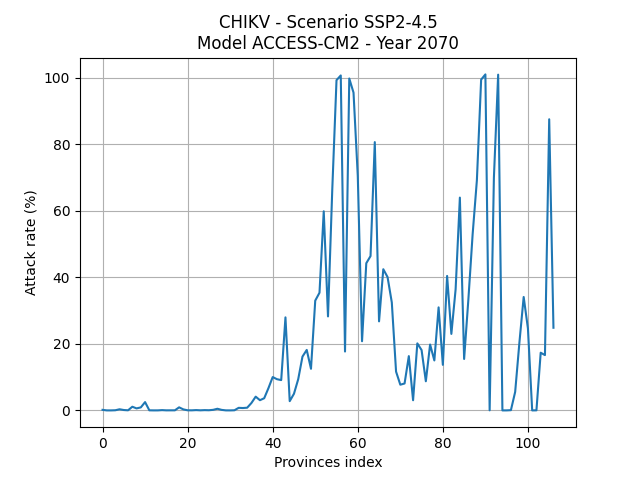 CHIKV - Scenario SSP2-4.5
Model ACCESS-CM2 - Year 2070
100
80
60
40
20
0
Attack rate (%)
0 20 40 60 80 100
Provinces index